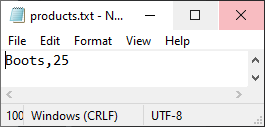 products.txt - N...
File Edit Format View Help
Boots,25
100 Windows (CRLF) UTF-8